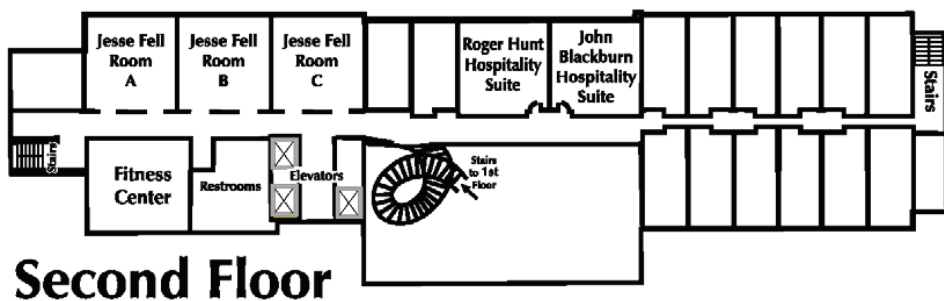 Jesse Fell
Room
A
Jesse Fell
Room
B
Jesse Fell
Room
C
Roger Hunt
Hospitality
Suite
John
Blackburn
Hospitality
Suite
Stairs
Stairs
Fitness
Center
Restrooms
Elevators
Stairs
to 1st
Floor
Second Floor